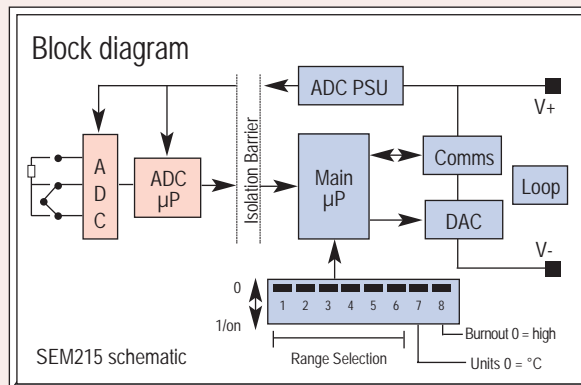 Block diagram
ADC PSU
V+
A
D
C
ADC
µP
Isolation Barrier
Main
µP
Comms
Loop
DAC
V-
0
1/on
1 2 3 4 5 6 7 8
Burnout 0 = high
Range Selection
Units 0 = °C
SEM215 schematic